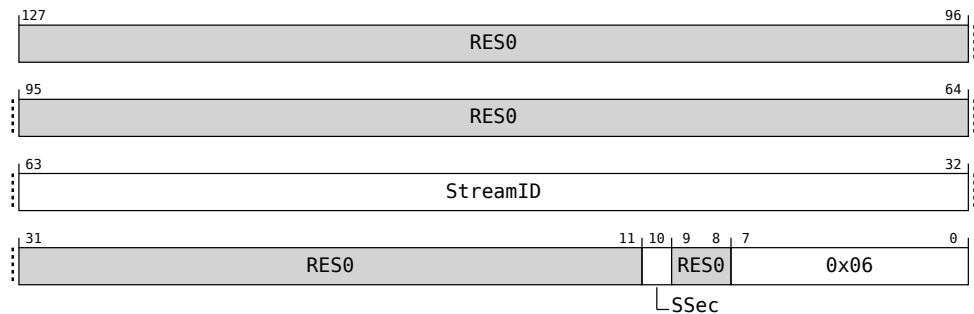 127 96
RES0
95 64
RES0
63 32
StreamID
31 11 10 9 8 7 0
RES0 RES0 0x06
SSec